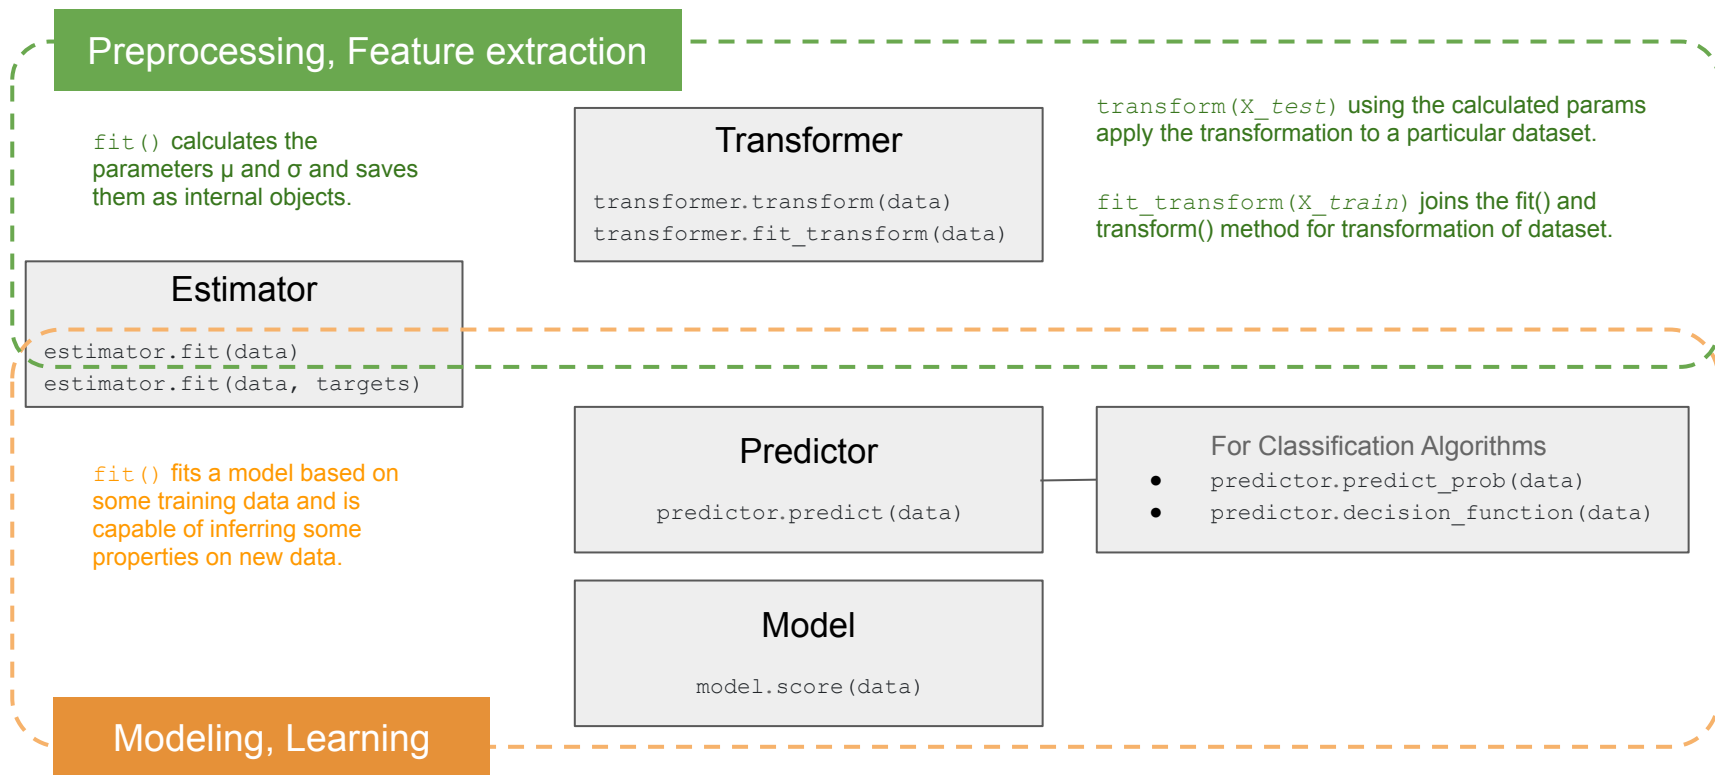 Preprocessing, Feature extraction
fit() calculates the
parameters μ and σ and saves
them as internal objects.
Transformer
transformer.transform(data)
transformer.fit_transform(data)
transform(X_test) using the calculated params
apply the transformation to a particular dataset.
fit_transform(X_train) joins the fit() and
transform() method for transformation of dataset.
Estimator
estimator.fit(data)
estimator.fit(data, targets)
fit() fits a model based on
some training data and is
capable of inferring some
properties on new data.
Predictor
predictor.predict(data)
For Classification Algorithms
● predictor.predict_prob(data)
● predictor.decision_function(data)
Model
model.score(data)
Modeling, Learning